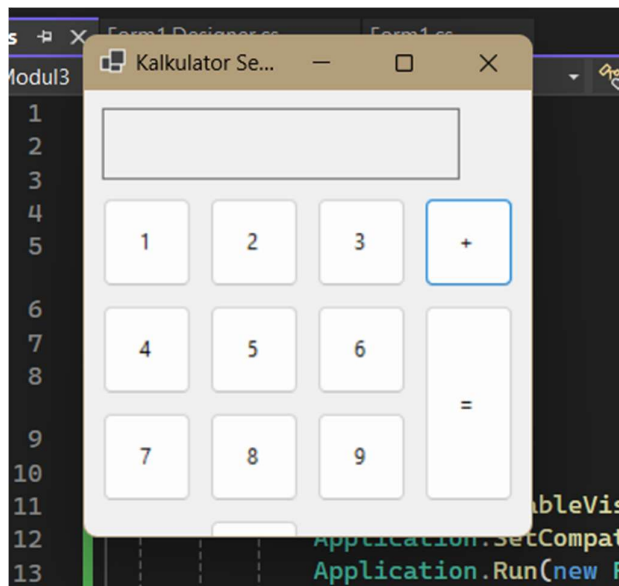 s
Form1.Designer.cs
Form1.cs
Kalkulator Se...
Modul3
1
2
3
4
5
6
7
8
9
10
11
12
13
1 2 3 +
4 5 6
=
7 8 9
ableVis
Application.SetCompat
Application.Run(new F